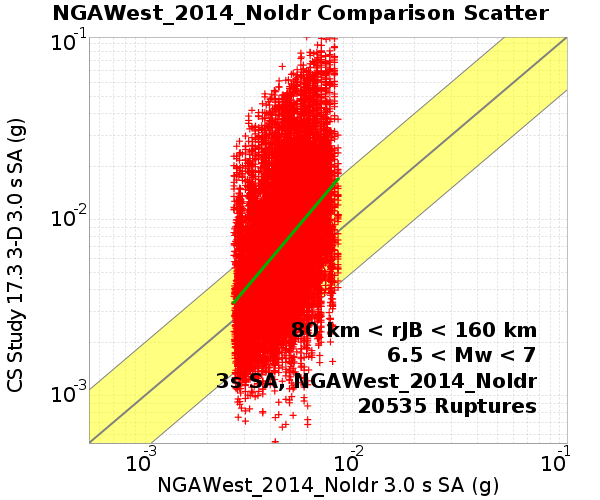 NGAWest_2014_NoIdr Comparison Scatter
10-1
10-2
10-3
CS Study 17.3 3-D 3.0 s SA (g)
80 km < rJB < 160 km
6.5 < Mw < 7
3s SA, NGAWest_2014_NoIdr
20535 Ruptures
10-3
10-2
10-1
NGAWest_2014_NoIdr 3.0 s SA (g)